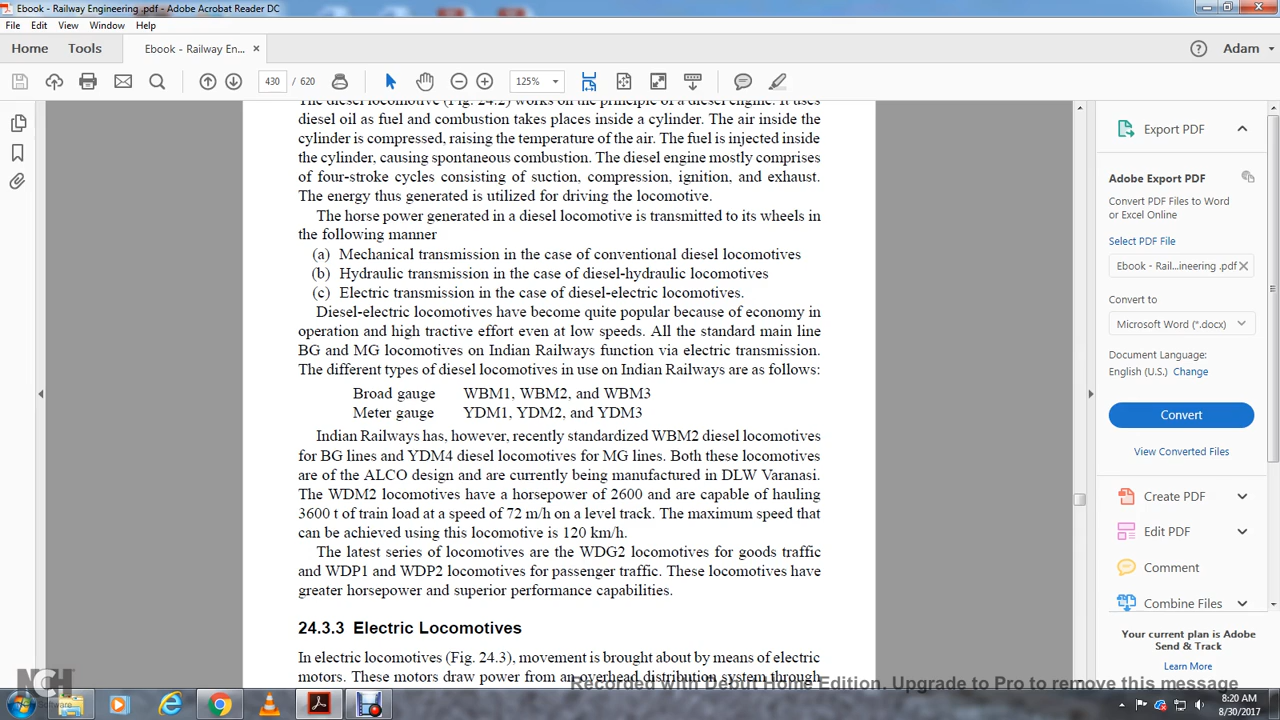 Ebook - Railway Engineering .pdf - Adobe Acrobat Reader DC
File Edit View Window Help
Home Tools Ebook - Railway En... × Adam
430 / 620 125%
The diesel locomotive (Fig. 24.2) works on the principle of a diesel engine. It uses
diesel oil as fuel and combustion takes places inside a cylinder. The air inside the
cylinder is compressed, raising the temperature of the air. The fuel is injected inside
the cylinder, causing spontaneous combustion. The diesel engine mostly comprises
of four-stroke cycles consisting of suction, compression, ignition, and exhaust.
The energy thus generated is utilized for driving the locomotive.
The horse power generated in a diesel locomotive is transmitted to its wheels in
the following manner
(a) Mechanical transmission in the case of conventional diesel locomotives
(b) Hydraulic transmission in the case of diesel-hydraulic locomotives
(c) Electric transmission in the case of diesel-electric locomotives.
Diesel-electric locomotives have become quite popular because of economy in
operation and high tractive effort even at low speeds. All the standard main line
BG and MG locomotives on Indian Railways function via electric transmission.
The different types of diesel locomotives in use on Indian Railways are as follows:
Broad gauge WBM1, WBM2, and WBM3
Meter gauge YDM1, YDM2, and YDM3
Indian Railways has, however, recently standardized WBM2 diesel locomotives
for BG lines and YDM4 diesel locomotives for MG lines. Both these locomotives
are of the ALCO design and are currently being manufactured in DLW Varanasi.
The WDM2 locomotives have a horsepower of 2600 and are capable of hauling
3600 t of train load at a speed of 72 m/h on a level track. The maximum speed that
can be achieved using this locomotive is 120 km/h.
The latest series of locomotives are the WDG2 locomotives for goods traffic
and WDP1 and WDP2 locomotives for passenger traffic. These locomotives have
greater horsepower and superior performance capabilities.
24.3.3 Electric Locomotives
In electric locomotives (Fig. 24.3), movement is brought about by means of electric
motors. These motors draw power from an overhead distribution system through
Export PDF
Adobe Export PDF
Convert PDF Files to Word
or Excel Online
Select PDF File
Ebook - Rail...ineering .pdf ×
Convert to
Microsoft Word (*.docx)
Document Language:
English (U.S.) Change
Convert
View Converted Files
Create PDF
Edit PDF
Comment
Combine Files
Your current plan is Adobe
Send & Track
Learn More
NCH
Software
Recorded with Debut Home Edition. Upgrade to Pro to remove this message
8:20 AM
8/30/2017